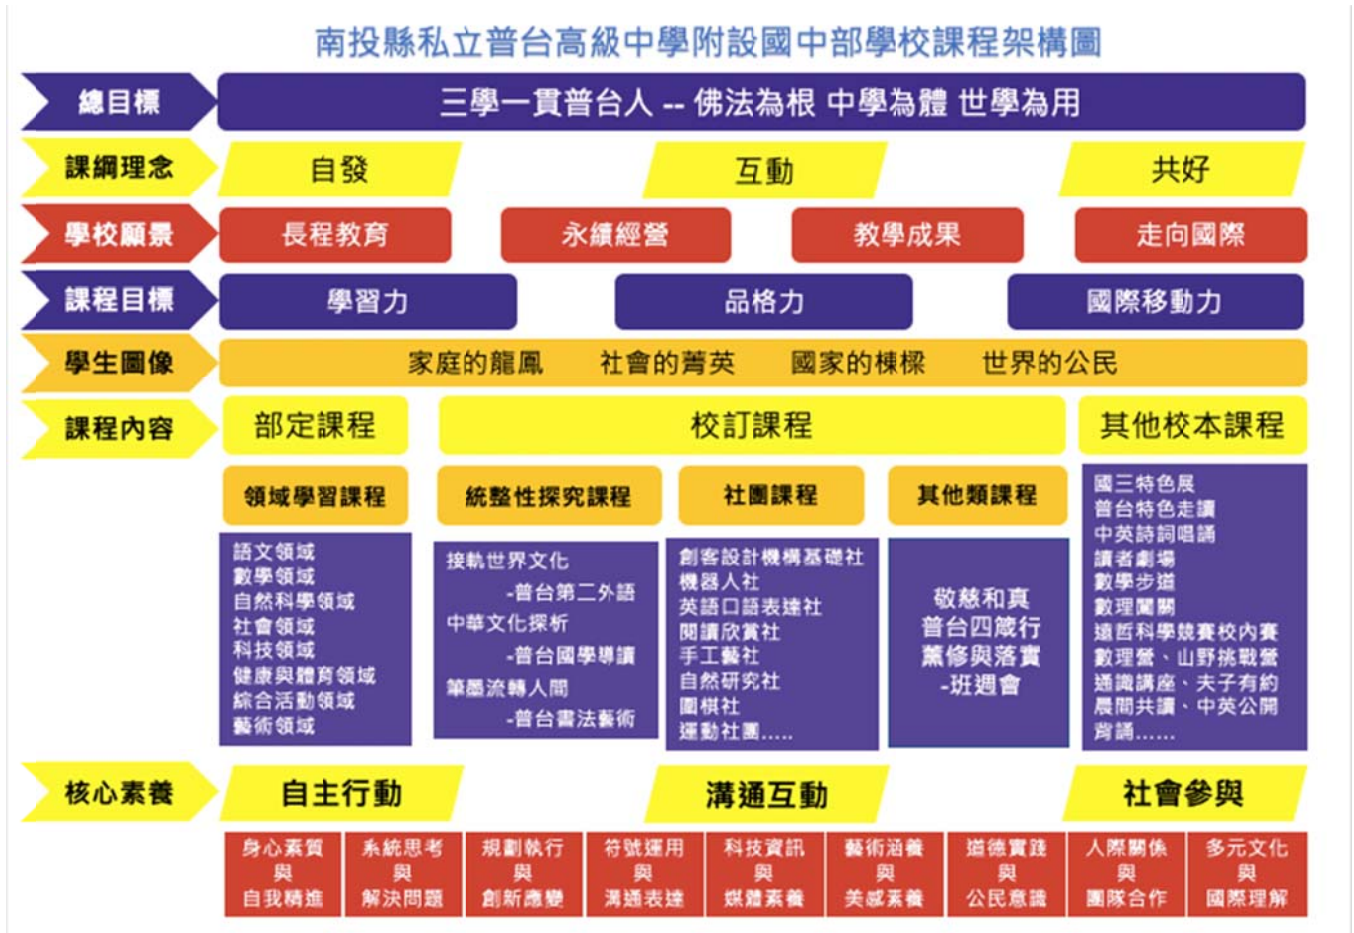 南投縣私立普台高級中學附設國中部學校課程架構圖
總目標
三學一貫普台人 -- 佛法為根 中學為體 世學為用
課綱理念
自發
互動
共好
學校願景
長程教育
永續經營
教學成果
走向國際
課程目標
學習力
品格力
國際移動力
學生圖像
家庭的龍鳳 社會的菁英 國家的棟樑 世界的公民
課程內容
部定課程
校訂課程
其他校本課程
領域學習課程
語文領域
數學領域
自然科學領域
社會領域
科技領域
健康與體育領域
綜合活動領域
藝術領域
統整性探究課程
接軌世界文化
-普台第二外語
中華文化探析
-普台國學導讀
筆墨流轉人間
-普台書法藝術
社團課程
創客設計機構基礎社
機器人社
英語口語表達社
閱讀欣賞社
手工藝社
自然研究社
圍棋社
運動社團.....
其他類課程
敬慈和真
普台四箴行
薰修與落實
-班週會
國三特色展
普台特色走讀
中英詩詞唱誦
讀者劇場
數學步道
數理闖關
遠哲科學競賽校內賽
數理營、山野挑戰營
通識講座、夫子有約
晨間共讀、中英公開
背誦......
核心素養
自主行動
溝通互動
社會參與
身心素質
與
自我精進
系統思考
與
解決問題
規劃執行
與
創新應變
符號運用
與
溝通表達
科技資訊
與
媒體素養
藝術涵養
與
美感素養
道德實踐
與
公民意識
人際關係
與
團隊合作
多元文化
與
國際理解